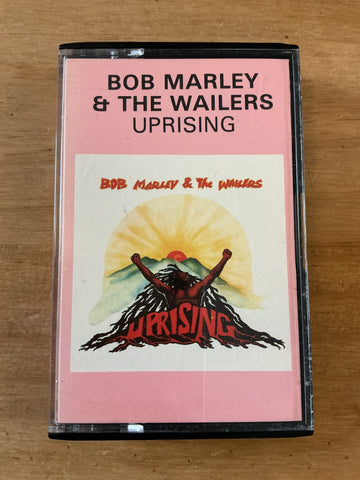 BOB MARLEY
& THE WAILERS
UPRISING
BOB MARLEY & The WAILERS
UPRISING